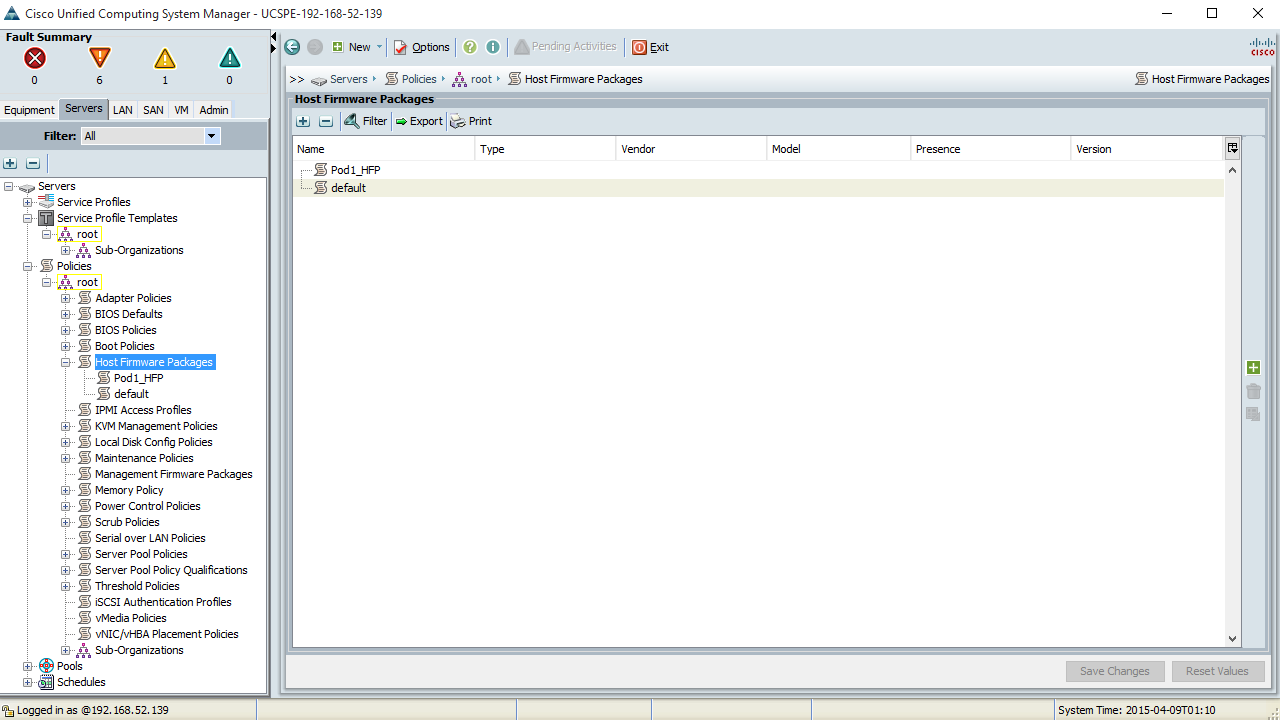 Cisco Unified Computing System Manager - UCSPE-192-168-52-139
Fault Summary
0 6 1 0
Equipment Servers LAN SAN VM Admin
Filter: All
Servers
Service Profiles
Service Profile Templates
root
Sub-Organizations
Policies
root
Adapter Policies
BIOS Defaults
BIOS Policies
Boot Policies
Host Firmware Packages
Pod1_HFP
default
IPMI Access Profiles
KVM Management Policies
Local Disk Config Policies
Maintenance Policies
Management Firmware Packages
Memory Policy
Power Control Policies
Scrub Policies
Serial over LAN Policies
Server Pool Policies
Server Pool Policy Qualifications
Threshold Policies
iSCSI Authentication Profiles
vMedia Policies
vNIC/vHBA Placement Policies
Sub-Organizations
Pools
Schedules
New Options Pending Activities Exit
CISCO
>> Servers Policies root Host Firmware Packages Host Firmware Packages
Host Firmware Packages
Filter Export Print
Name Type Vendor Model Presence Version
Pod1_HFP
default
Save Changes Reset Values
Logged in as @192.168.52.139 System Time: 2015-04-09T01:10